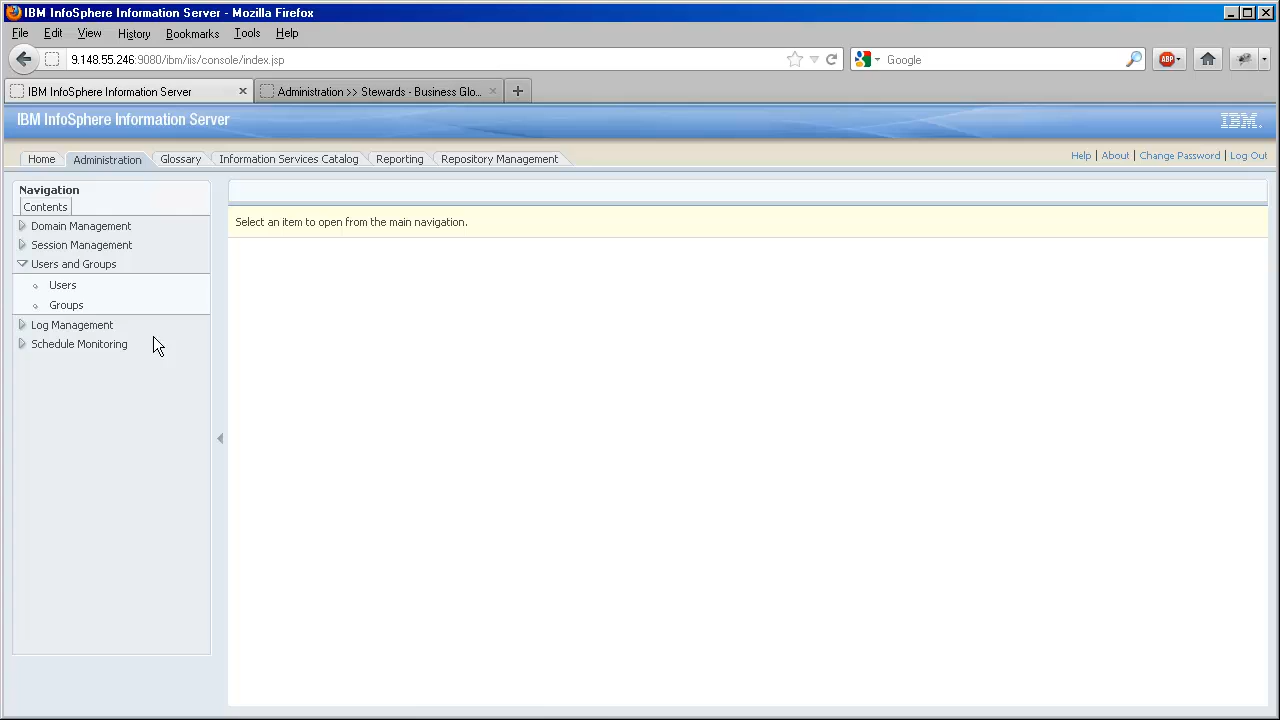 IBM InfoSphere Information Server - Mozilla Firefox
File Edit View History Bookmarks Tools Help
9.148.55.246:9080/ibm/iis/console/index.jsp
Google
ABP
IBM InfoSphere Information Server
Administration >> Stewards - Business Glo...
IBM InfoSphere Information Server
IBM.
Home Administration Glossary Information Services Catalog Reporting Repository Management
Help | About | Change Password | Log Out
Navigation
Contents
Domain Management
Session Management
Users and Groups
Users
Groups
Log Management
Schedule Monitoring
Select an item to open from the main navigation.